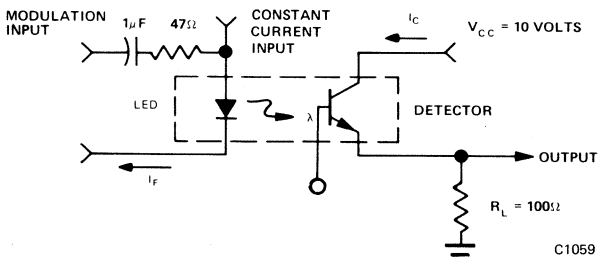 MODULATION
INPUT
1μF
47Ω
CONSTANT
CURRENT
INPUT
I_C
V_CC = 10 VOLTS
LED
λ
DETECTOR
I_F
OUTPUT
R_L = 100Ω
C1059